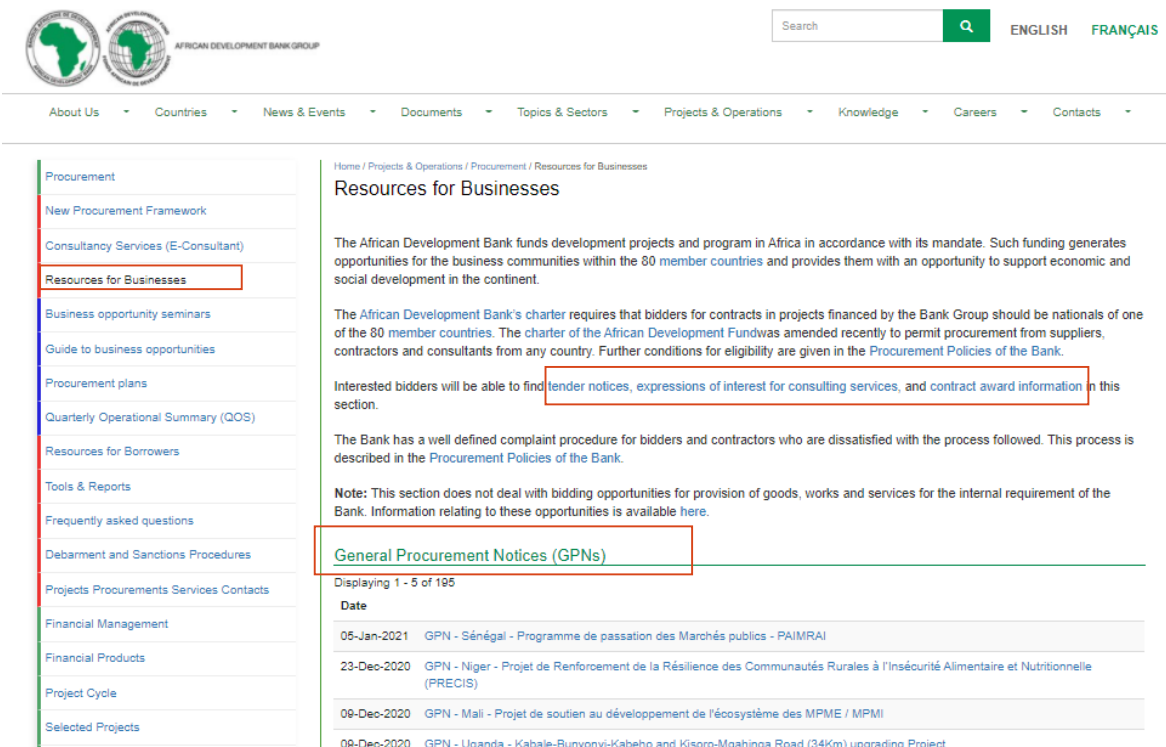 AFRICAN DEVELOPMENT BANK GROUP
Search
ENGLISH FRANÇAIS
About Us Countries News & Events Documents Topics & Sectors Projects & Operations Knowledge Careers Contacts
Procurement
New Procurement Framework
Consultancy Services (E-Consultant)
Resources for Businesses
Business opportunity seminars
Guide to business opportunities
Procurement plans
Quarterly Operational Summary (QOS)
Resources for Borrowers
Tools & Reports
Frequently asked questions
Debarment and Sanctions Procedures
Projects Procurements Services Contacts
Financial Management
Financial Products
Project Cycle
Selected Projects
Home / Projects & Operations / Procurement / Resources for Businesses
Resources for Businesses
The African Development Bank funds development projects and program in Africa in accordance with its mandate. Such funding generates
opportunities for the business communities within the 80 member countries and provides them with an opportunity to support economic and
social development in the continent.
The African Development Bank's charter requires that bidders for contracts in projects financed by the Bank Group should be nationals of one
of the 80 member countries. The charter of the African Development Fundwas amended recently to permit procurement from suppliers,
contractors and consultants from any country. Further conditions for eligibility are given in the Procurement Policies of the Bank.
Interested bidders will be able to find tender notices, expressions of interest for consulting services, and contract award information in this
section.
The Bank has a well defined complaint procedure for bidders and contractors who are dissatisfied with the process followed. This process is
described in the Procurement Policies of the Bank.
Note: This section does not deal with bidding opportunities for provision of goods, works and services for the internal requirement of the
Bank. Information relating to these opportunities is available here.
General Procurement Notices (GPNs)
Displaying 1 - 5 of 195
Date
05-Jan-2021 GPN - Sénégal - Programme de passation des Marchés publics - PAIMRAI
23-Dec-2020 GPN - Niger - Projet de Renforcement de la Résilience des Communautés Rurales à l'Insécurité Alimentaire et Nutritionnelle
(PRECIS)
09-Dec-2020 GPN - Mali - Projet de soutien au développement de l'écosystème des MPME / MPMI
09-Dec-2020 GPN - Uganda - Kabale-Bunyonyi-Kabeho and Kisoro-Mgahinga Road (34Km) upgrading Project